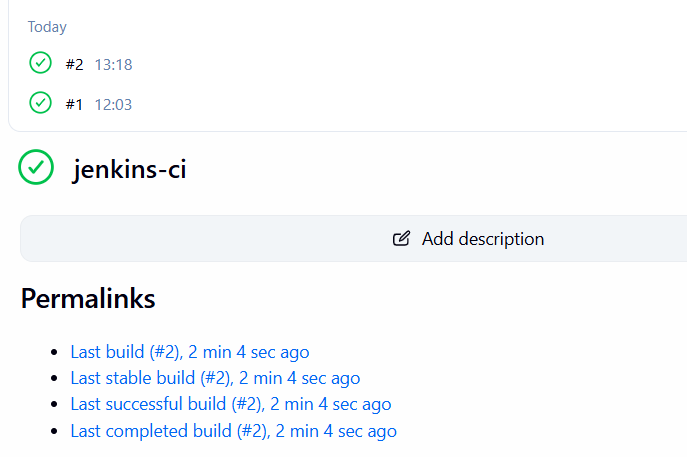 Today
#2 13:18
#1 12:03
jenkins-ci
Add description
Permalinks
Last build (#2), 2 min 4 sec ago
Last stable build (#2), 2 min 4 sec ago
Last successful build (#2), 2 min 4 sec ago
Last completed build (#2), 2 min 4 sec ago